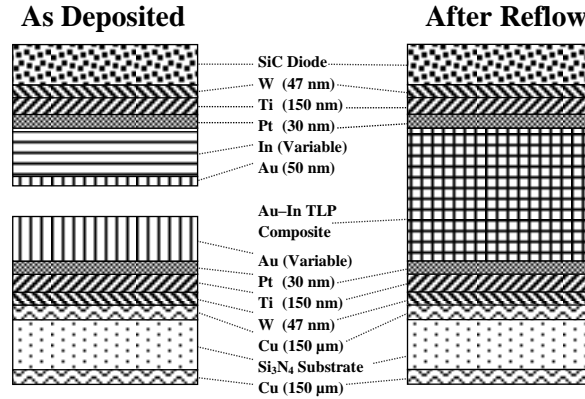 As Deposited
After Reflow
SiC Diode
W (47 nm)
Ti (150 nm)
Pt (30 nm)
In (Variable)
Au (50 nm)
Au–In TLP
Composite
Au (Variable)
Pt (30 nm)
Ti (150 nm)
W (47 nm)
Cu (150 µm)
Si₃N₄ Substrate
Cu (150 µm)